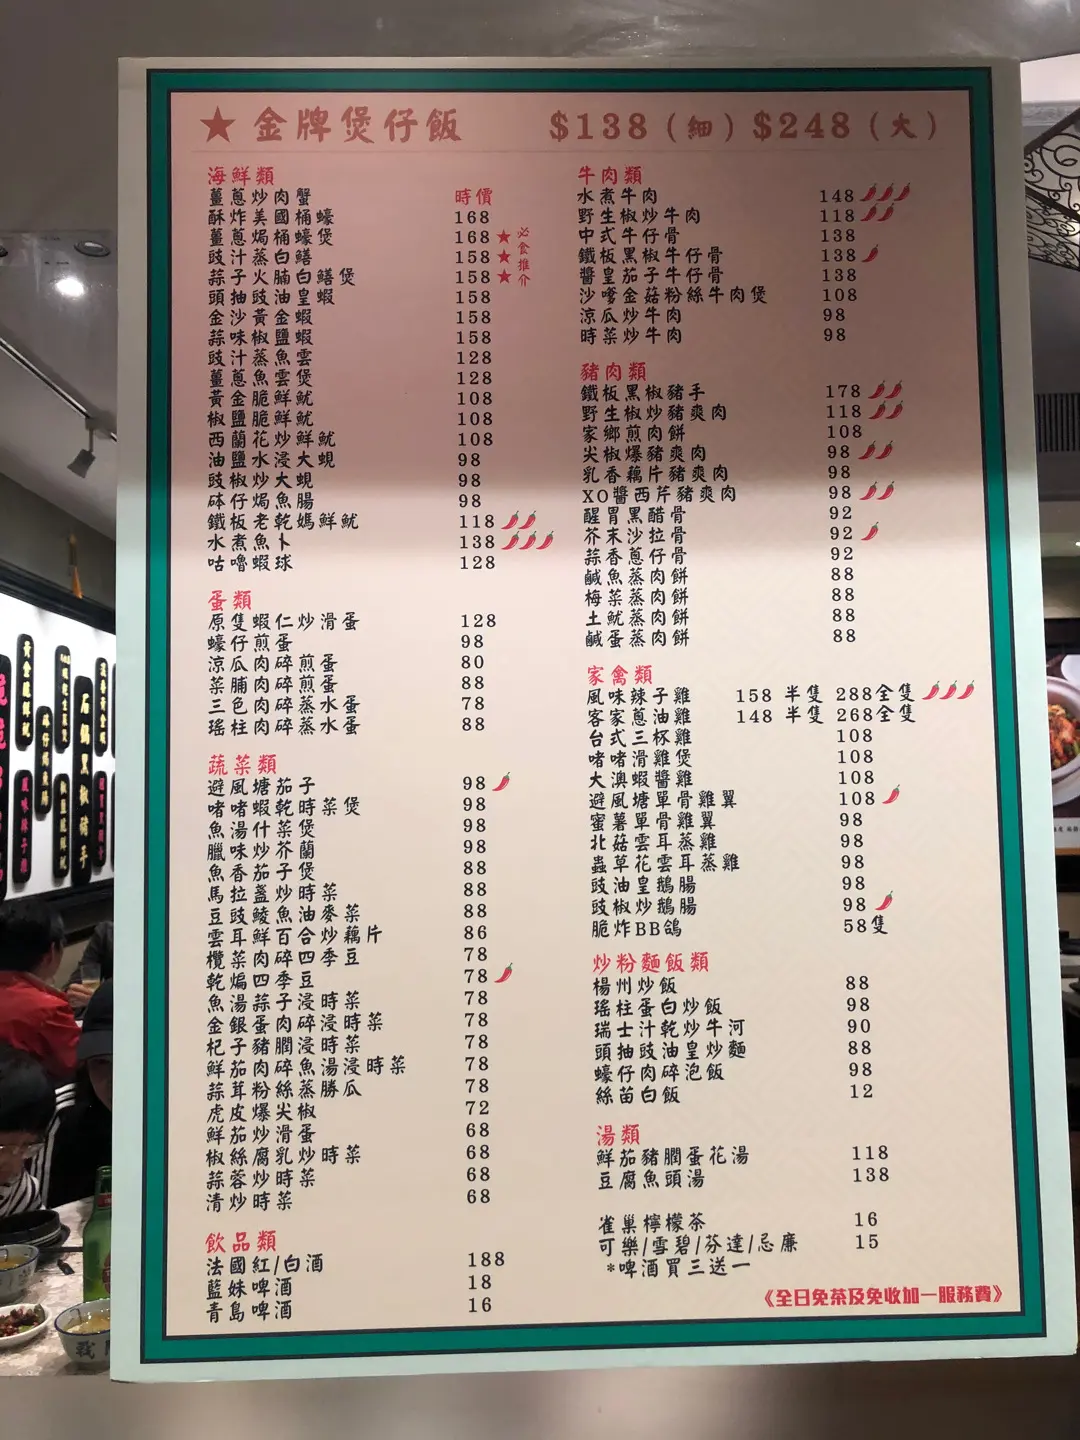 ★ 金牌煲仔飯 $138（細）$248（大）
海鮮類
薑蔥炒肉蟹 時價
酥炸美國桶蠔 168
薑蔥焗桶蠔煲 168 ★
豉汁蒸白鱔 158 ★
蒜子火腩白鱔煲 158 ★
必食推介
頭抽豉油皇蝦 158
金沙黃金蝦 158
蒜味椒鹽蝦 158
豉汁蒸魚雲 128
薑蔥魚雲煲 128
黃金脆鮮魷 108
椒鹽脆鮮魷 108
西蘭花炒鮮魷 108
油鹽水浸大蜆 98
豉椒炒大蜆 98
砵仔焗魚腸 98
鐵板老乾媽鮮魷 118
水煮魚卜 138
咕嚕蝦球 128
蛋類
原隻蝦仁炒滑蛋 128
蠔仔煎蛋 98
涼瓜肉碎煎蛋 80
菜脯肉碎煎蛋 88
三色肉碎蒸水蛋 78
瑤柱肉碎蒸水蛋 88
蔬菜類
避風塘茄子 98
啫啫蝦乾時菜煲 98
魚湯什菜煲 98
臘味炒芥蘭 98
魚香茄子煲 88
馬拉盞炒時菜 88
豆豉鯪魚油麥菜 88
雲耳鮮百合炒藕片 86
欖菜肉碎四季豆 78
乾煸四季豆 78
魚湯蒜子浸時菜 78
金銀蛋肉碎浸時菜 78
杞子豬膶浸時菜 78
鮮茄肉碎魚湯浸時菜 78
蒜茸粉絲蒸勝瓜 78
虎皮爆尖椒 72
鮮茄炒滑蛋 68
椒絲腐乳炒時菜 68
蒜蓉炒時菜 68
清炒時菜 68
飲品類
法國紅/白酒 188
藍妹啤酒 18
青島啤酒 16
牛肉類
水煮牛肉 148
野生椒炒牛肉 118
中式牛仔骨 138
鐵板黑椒牛仔骨 138
醬皇茄子牛仔骨 138
沙嗲金菇粉絲牛肉煲 108
涼瓜炒牛肉 98
時菜炒牛肉 98
豬肉類
鐵板黑椒豬手 178
野生椒炒豬爽肉 118
家鄉煎肉餅 108
尖椒爆豬爽肉 98
乳香藕片豬爽肉 98
XO醬西芹豬爽肉 98
醒胃黑醋骨 92
芥末沙拉骨 92
蒜香蔥仔骨 92
鹹魚蒸肉餅 88
梅菜蒸肉餅 88
土魷蒸肉餅 88
鹹蛋蒸肉餅 88
家禽類
風味辣子雞 158 半隻 288全隻
客家蔥油雞 148 半隻 268全隻
台式三杯雞 108
啫啫滑雞煲 108
大澳蝦醬雞 108
避風塘單骨雞翼 108
蜜薯單骨雞翼 98
北菇雲耳蒸雞 98
蟲草花雲耳蒸雞 98
豉油皇鵝腸 98
豉椒炒鵝腸 98
脆炸BB鴿 58隻
炒粉麵飯類
楊州炒飯 88
瑤柱蛋白炒飯 98
瑞士汁乾炒牛河 90
頭抽豉油皇炒麵 88
蠔仔肉碎泡飯 98
絲苗白飯 12
湯類
鮮茄豬膶蛋花湯 118
豆腐魚頭湯 138
雀巢檸檬茶 16
可樂/雪碧/芬達/忌廉 15
*啤酒買三送一
《全日免茶及免收加一服務費》